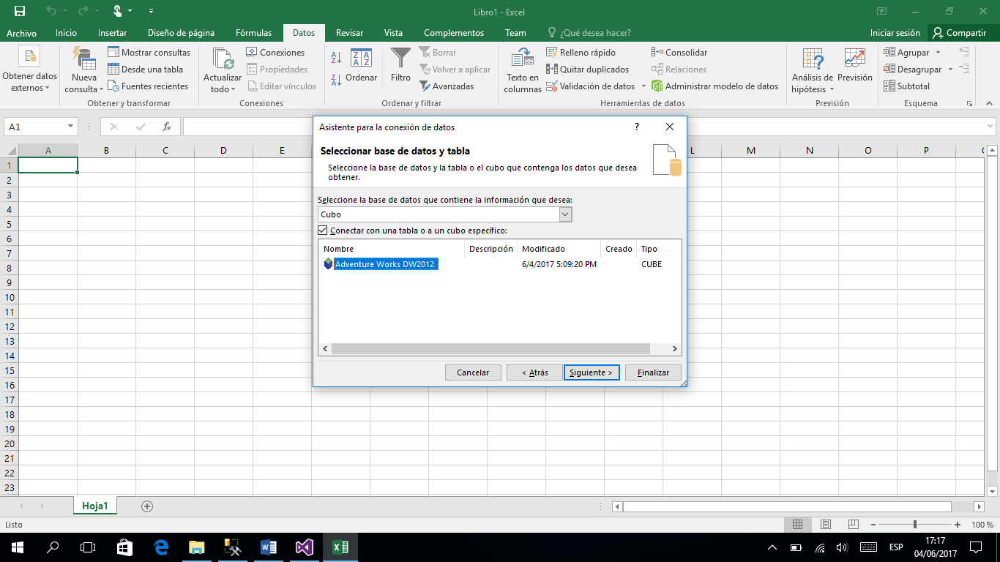 Libro1 - Excel
Archivo Inicio Insertar Diseño de página Fórmulas Datos Revisar Vista Complementos Team ¿Qué desea hacer? Iniciar sesión Compartir
Obtener datos externos
Nueva consulta
Mostrar consultas
Desde una tabla
Fuentes recientes
Obtener y transformar
Actualizar todo
Conexiones
Propiedades
Editar vínculos
Conexiones
Ordenar
Filtro
Borrar
Volver a aplicar
Avanzadas
Ordenar y filtrar
Texto en columnas
Relleno rápido
Quitar duplicados
Validación de datos
Consolidar
Relaciones
Administrar modelo de datos
Herramientas de datos
Análisis de hipótesis
Previsión
Previsión
Agrupar
Desagrupar
Subtotal
Esquema
A1
fx
A B C D E L M N O P
1
2
3
4
5
6
7
8
9
10
11
12
13
14
15
16
17
18
19
20
21
22
23
Asistente para la conexión de datos ?
Seleccionar base de datos y tabla
Seleccione la base de datos y la tabla o el cubo que contenga los datos que desea
obtener.
Seleccione la base de datos que contiene la información que desea:
Cubo
Conectar con una tabla o a un cubo específico:
Nombre Descripción Modificado Creado Tipo
Adventure Works DW2012 6/4/2017 5:09:20 PM CUBE
Cancelar < Atrás Siguiente > Finalizar
Hoja1
Listo 100 %
ESP 17:17
04/06/2017